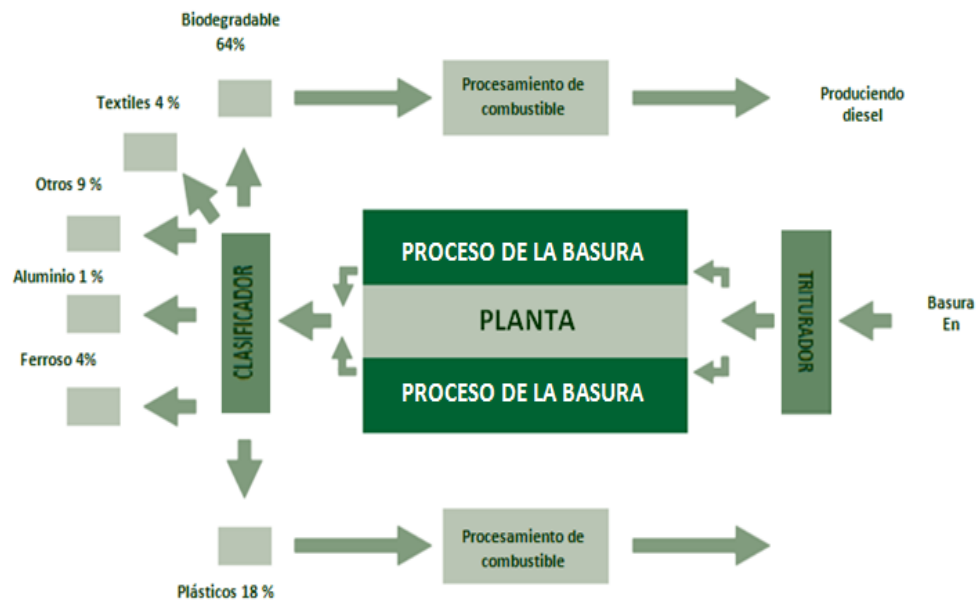 Biodegradable
64%
Textiles 4 %
Procesamiento de
combustible
Produciendo
diesel
Otros 9 %
Aluminio 1 %
Ferroso 4%
CLASIFICADOR
PROCESO DE LA BASURA
PLANTA
PROCESO DE LA BASURA
TRITURADOR
Basura
En
Procesamiento de
combustible
Plásticos 18 %